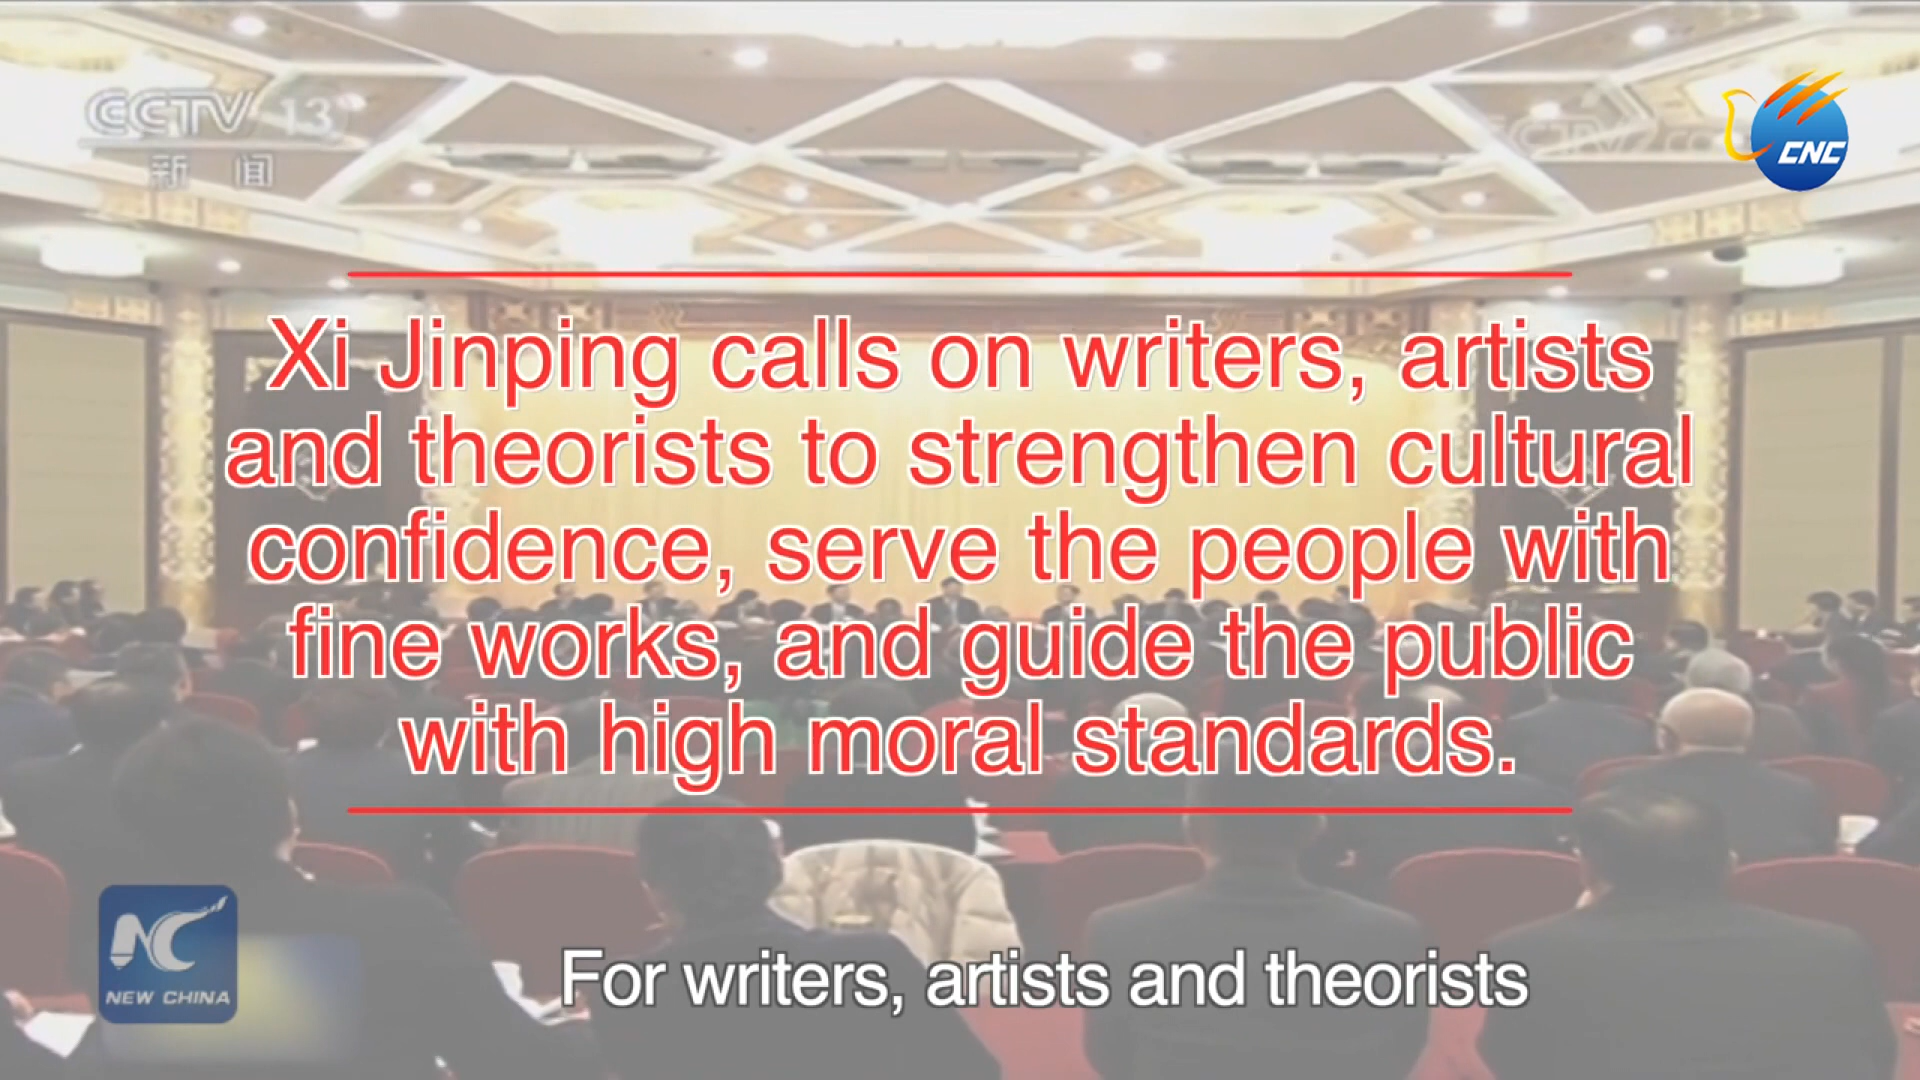 CCTV 13
新闻
CNC
Xi Jinping calls on writers, artists
and theorists to strengthen cultural
confidence, serve the people with
fine works, and guide the public
with high moral standards.
NC
NEW CHINA
For writers, artists and theorists